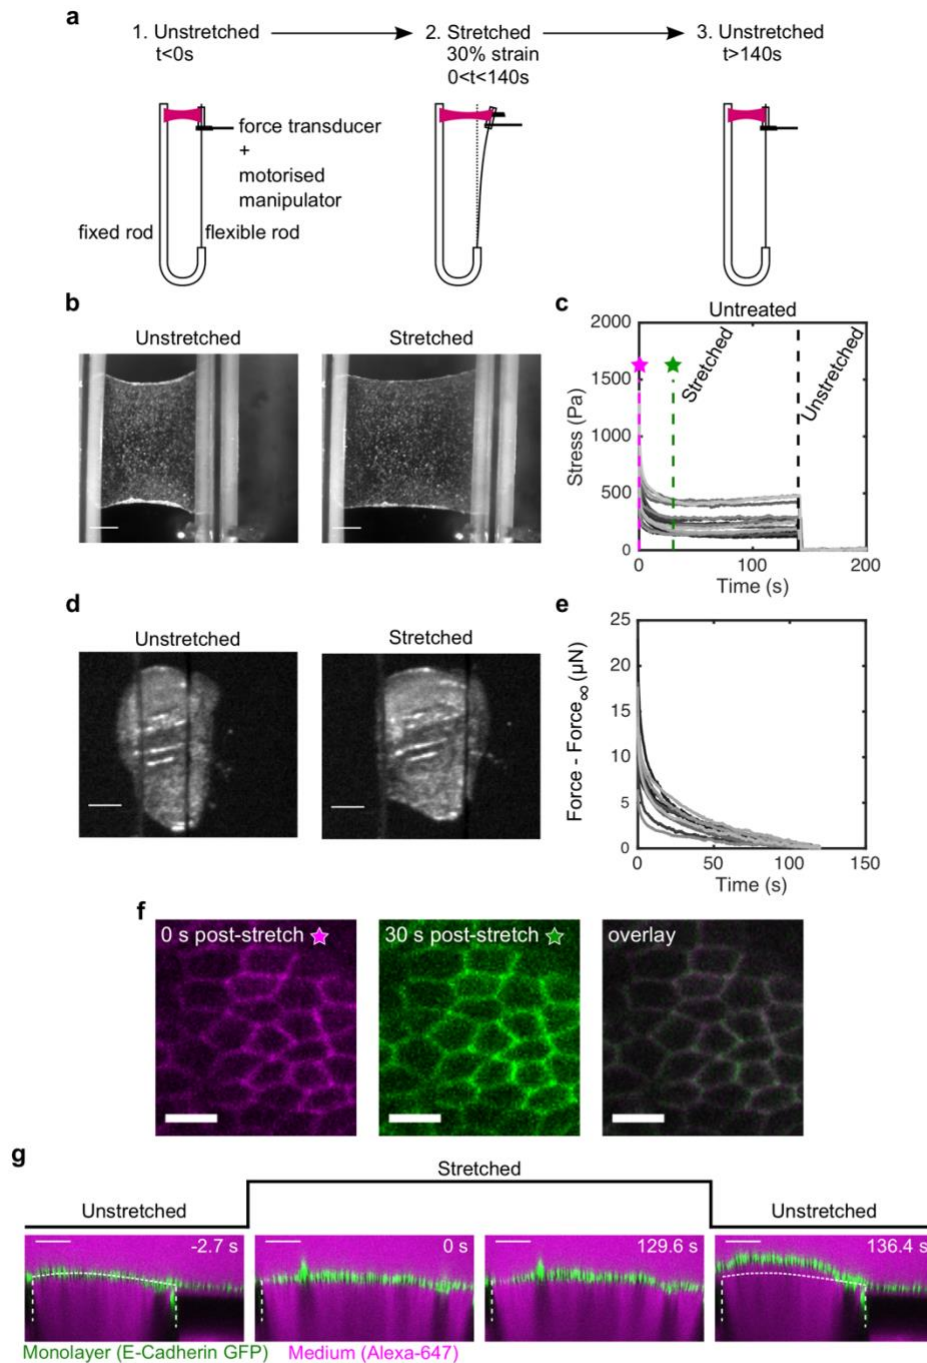 a
1. Unstretched
t<0s
2. Stretched
30% strain
0<t<140s
3. Unstretched
t>140s
force transducer
+
motorised
manipulator
fixed rod
flexible rod
b
Unstretched
Stretched
c
Untreated
2000
1500
1000
500
0
Stress (Pa)
Stretched
Unstretched
0
100
200
Time (s)
d
Unstretched
Stretched
e
25
20
15
10
5
0
Force - Force∞ (µN)
0
50
100
150
Time (s)
f
0 s post-stretch
30 s post-stretch
overlay
g
Stretched
Unstretched
Unstretched
-2.7 s
0 s
129.6 s
136.4 s
Monolayer (E-Cadherin GFP) Medium (Alexa-647)